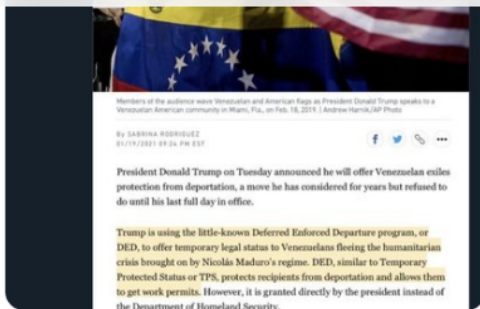 Members of the audience wave Venezuelan and American flags as President Donald Trump speaks to a
Venezuelan American community in Miami, Fla., on Feb. 18, 2019. | Andrew Harnik/AP Photo
By SABRINA RODRIGUEZ
01/19/2021 09:24 PM EST
President Donald Trump on Tuesday announced he will offer Venezuelan exiles
protection from deportation, a move he has considered for years but refused to
do until his last full day in office.
Trump is using the little-known Deferred Enforced Departure program, or
DED, to offer temporary legal status to Venezuelans fleeing the humanitarian
crisis brought on by Nicolás Maduro's regime. DED, similar to Temporary
Protected Status or TPS, protects recipients from deportation and allows them
to get work permits. However, it is granted directly by the president instead of
the Department of Homeland Security.